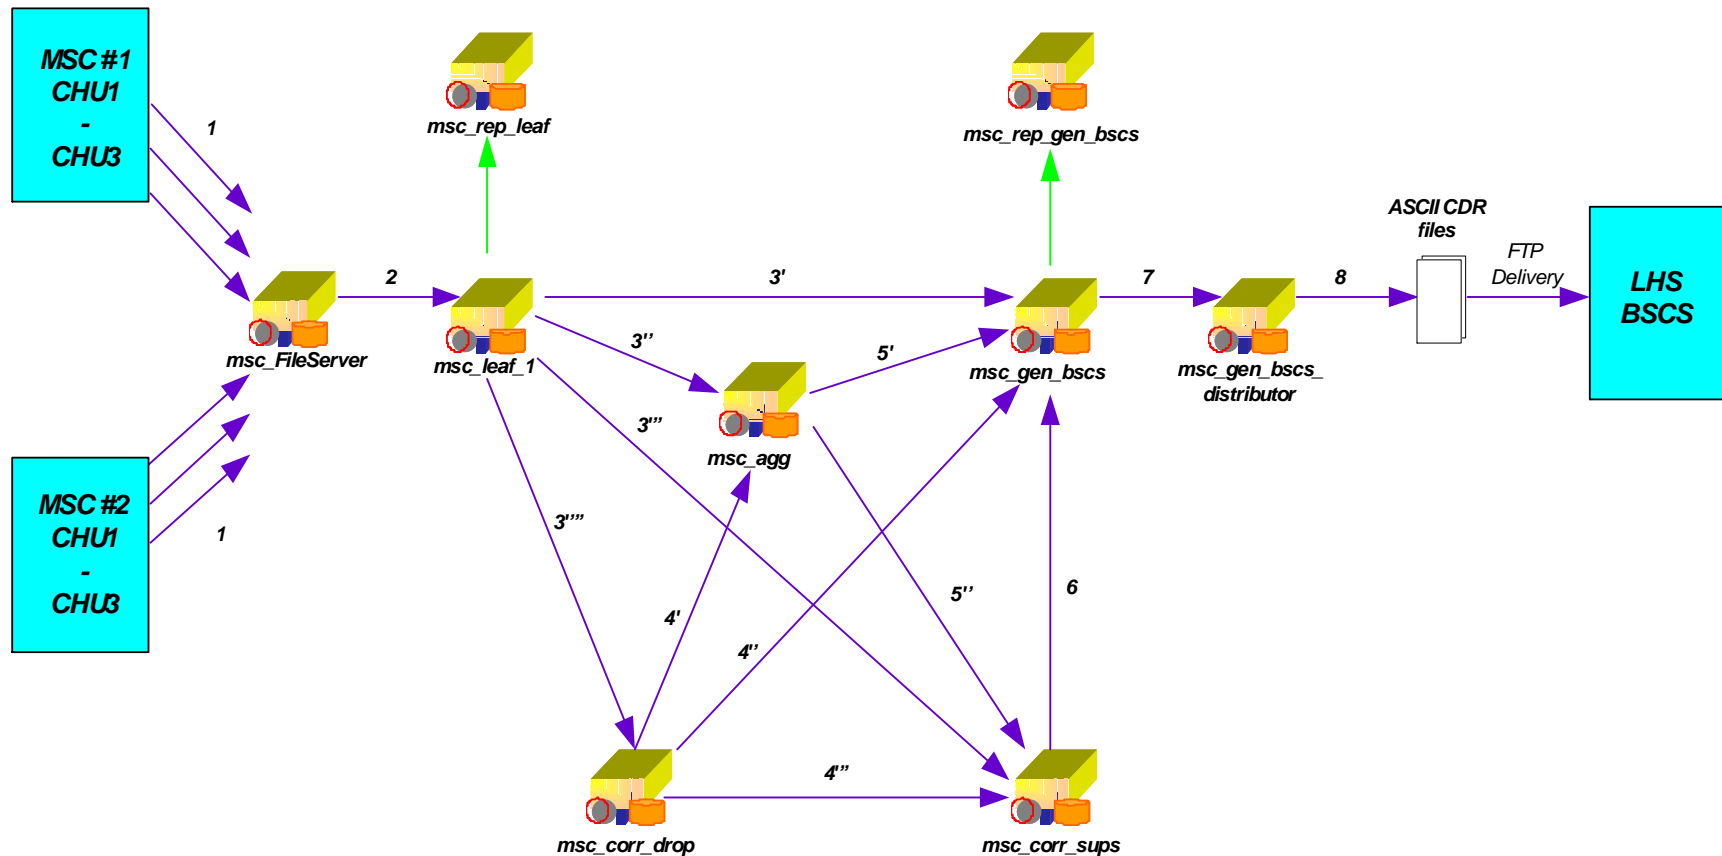 MSC #1
CHU1
-
CHU3
1
msc_rep_leaf
msc_rep_gen_bscs
ASCII CDR
files
FTP
Delivery
LHS
BSCS
2
3'
7
8
msc_FileServer
msc_leaf_1
3''
5'
msc_gen_bscs
msc_gen_bscs_
distributor
3'''
msc_agg
MSC #2
CHU1
-
CHU3
1
3''''
4'
4''
5''
6
4'''
msc_corr_drop
msc_corr_sups